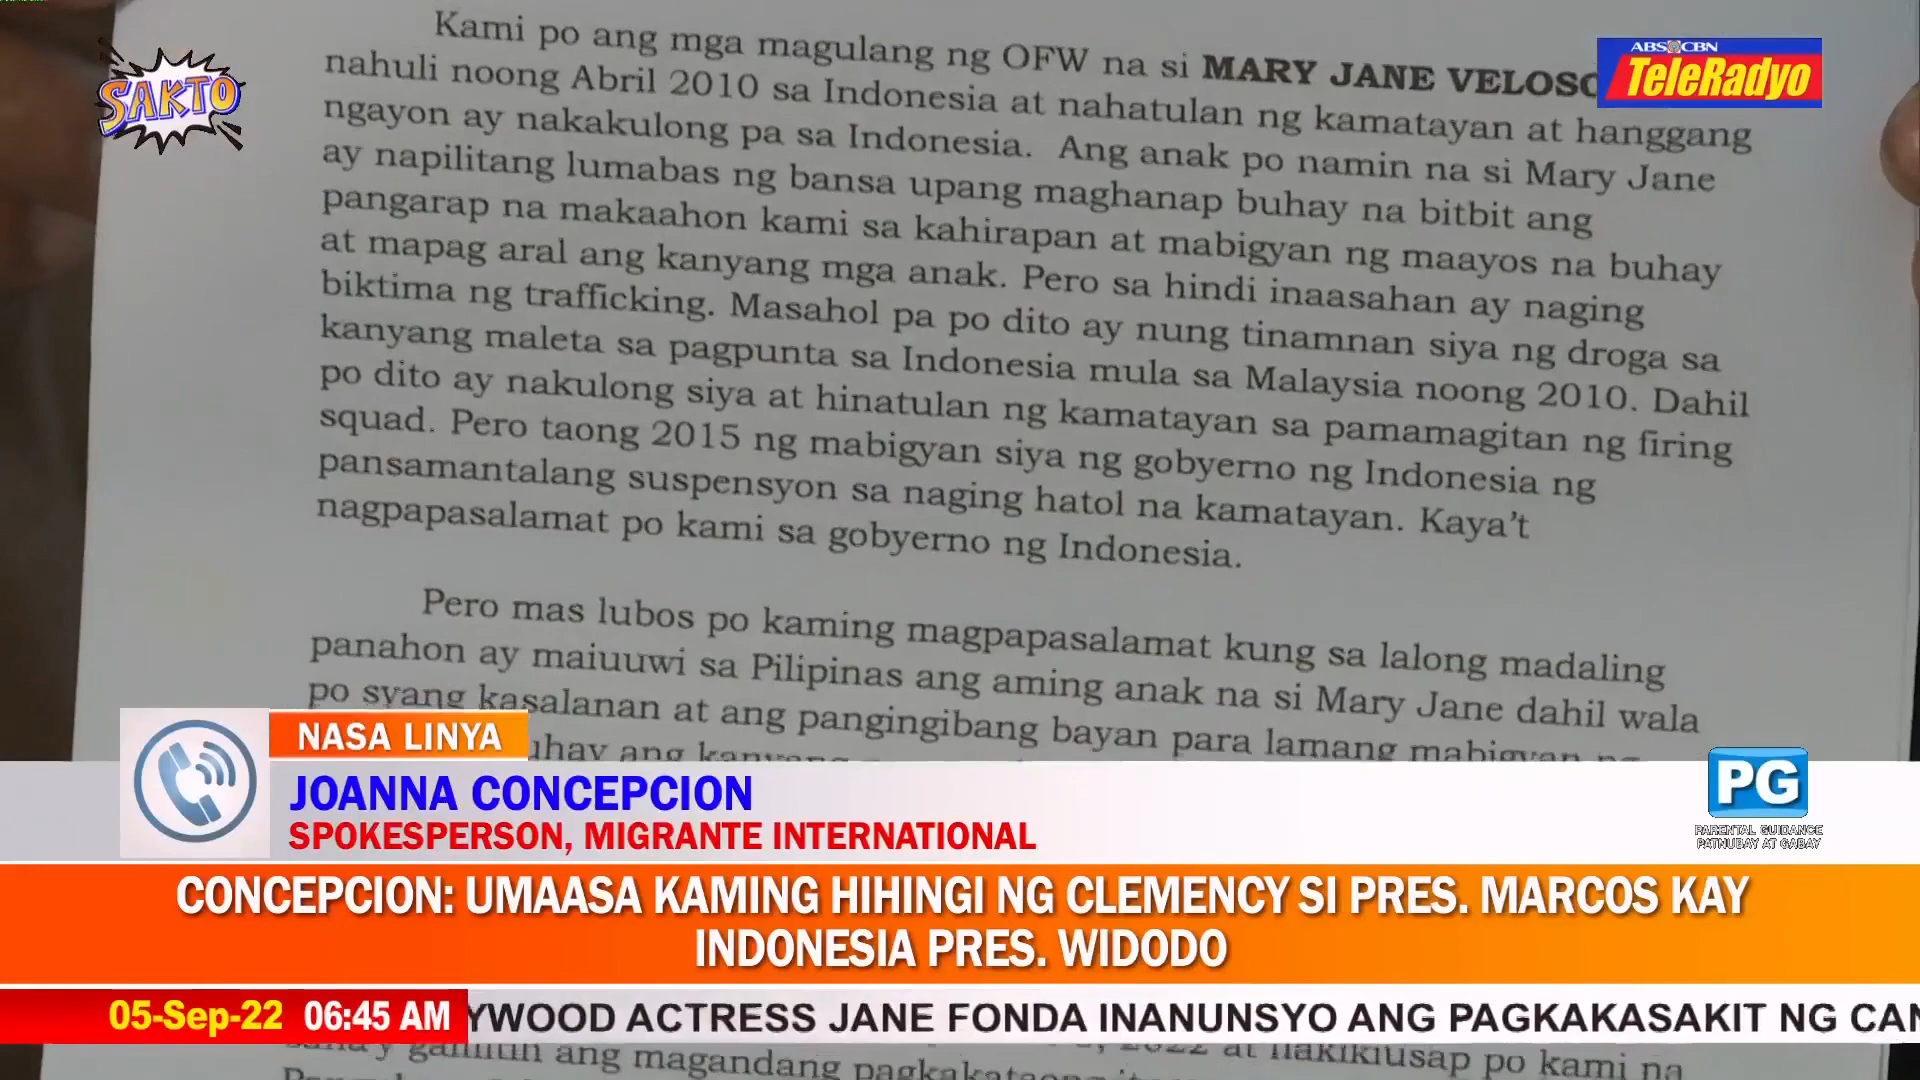 Kami po ang mga magulang ng OFW na si MARY JANE VELOSO
nahuli noong Abril 2010 sa Indonesia at nahatulan ng kamatayan at hanggang
ngayon ay nakakulong pa sa Indonesia. Ang anak po namin na si Mary Jane
ay napilitang lumabas ng bansa upang maghanap buhay na bitbit ang
pangarap na makaahon kami sa kahirapan at mabigyan ng maayos na buhay
at mapag aral ang kanyang mga anak. Pero sa hindi inaasahan ay naging
biktima ng trafficking. Masahol pa po dito ay nung tinamnan siya ng droga sa
kanyang maleta sa pagpunta sa Indonesia mula sa Malaysia noong 2010. Dahil
po dito ay nakulong siya at hinatulan ng kamatayan sa pamamagitan ng firing
squad. Pero taong 2015 ng mabigyan siya ng gobyerno ng Indonesia ng
pansamantalang suspensyon sa naging hatol na kamatayan. Kaya't
nagpapasalamat po kami sa gobyerno ng Indonesia.
Pero mas lubos po kaming magpapasalamat kung sa lalong madaling
panahon ay maiuuwi sa Pilipinas ang aming anak na si Mary Jane dahil wala
po syang kasalanan at ang pangingibang bayan para lamang mabigyan ng
SAKTO
ABS-CBN
TeleRadyo
NASA LINYA
JOANNA CONCEPCION
SPOKESPERSON, MIGRANTE INTERNATIONAL
PG
PARENTAL GUIDANCE
PATNUBAY AT GABAY
CONCEPCION: UMAASA KAMING HIHINGI NG CLEMENCY SI PRES. MARCOS KAY
INDONESIA PRES. WIDODO
05-Sep-22 06:45 AM
YWOOD ACTRESS JANE FONDA INANUNSYO ANG PAGKAKASAKIT NG CAN
2022 at nakikiusap po kami na
ang magandang